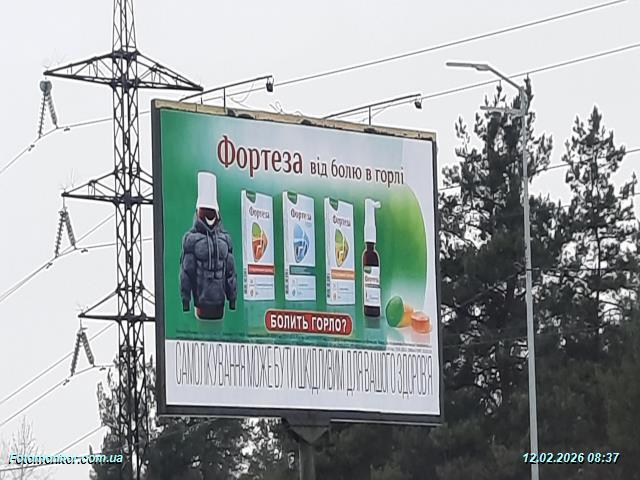 Фортеза від болю в горлі
Фортеза
Фортеза
Фортеза
БОЛИТЬ ГОРЛО?
САМОЛІКУВАННЯ МОЖЕ БУТИ ШКІДЛИВИМ ДЛЯ ВАШОГО ЗДОРОВ'Я
Fotomonitor.com.ua
12.02.2026 08:37